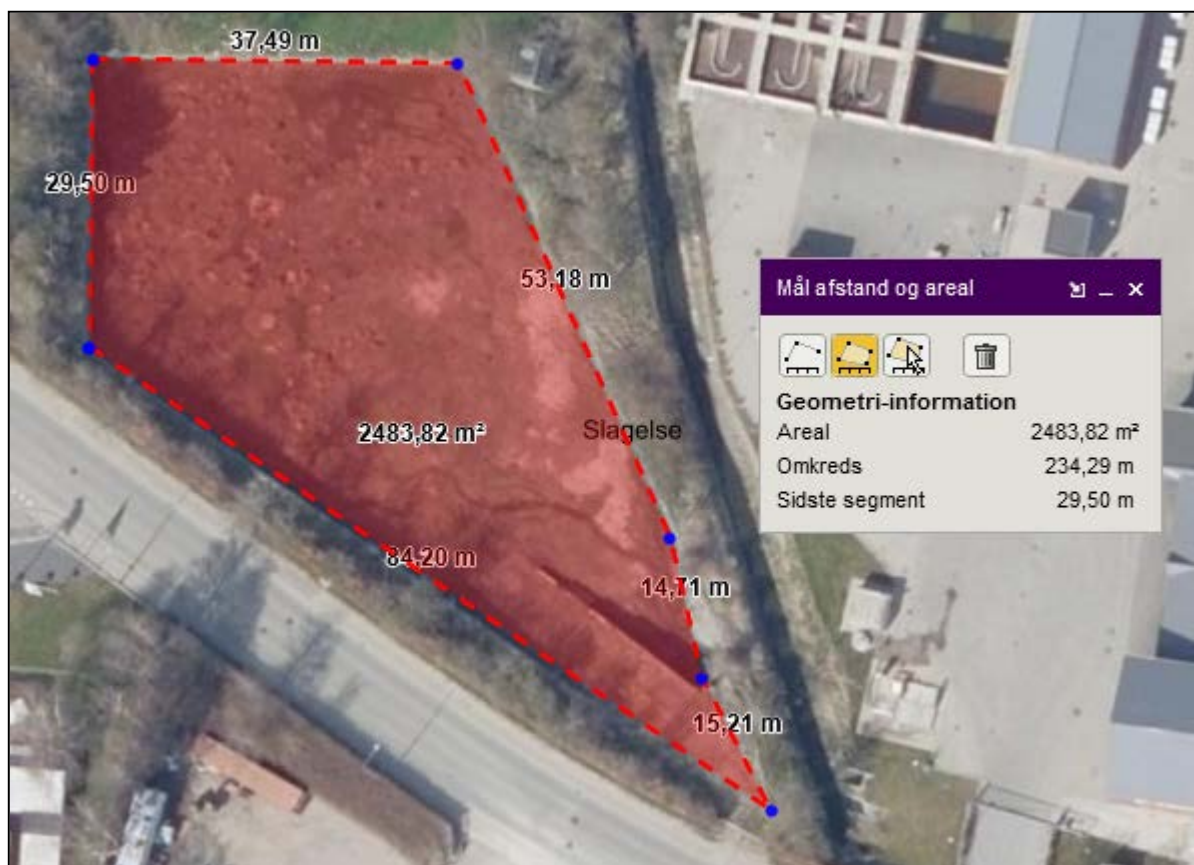 37,49 m
29,50 m
53,18 m
Mål afstand og areal
Geometri-information
Areal 2483,82 m²
Omkreds 234,29 m
Sidste segment 29,50 m
2483,82 m²
Slagelse
84,20 m
14,71 m
15,21 m